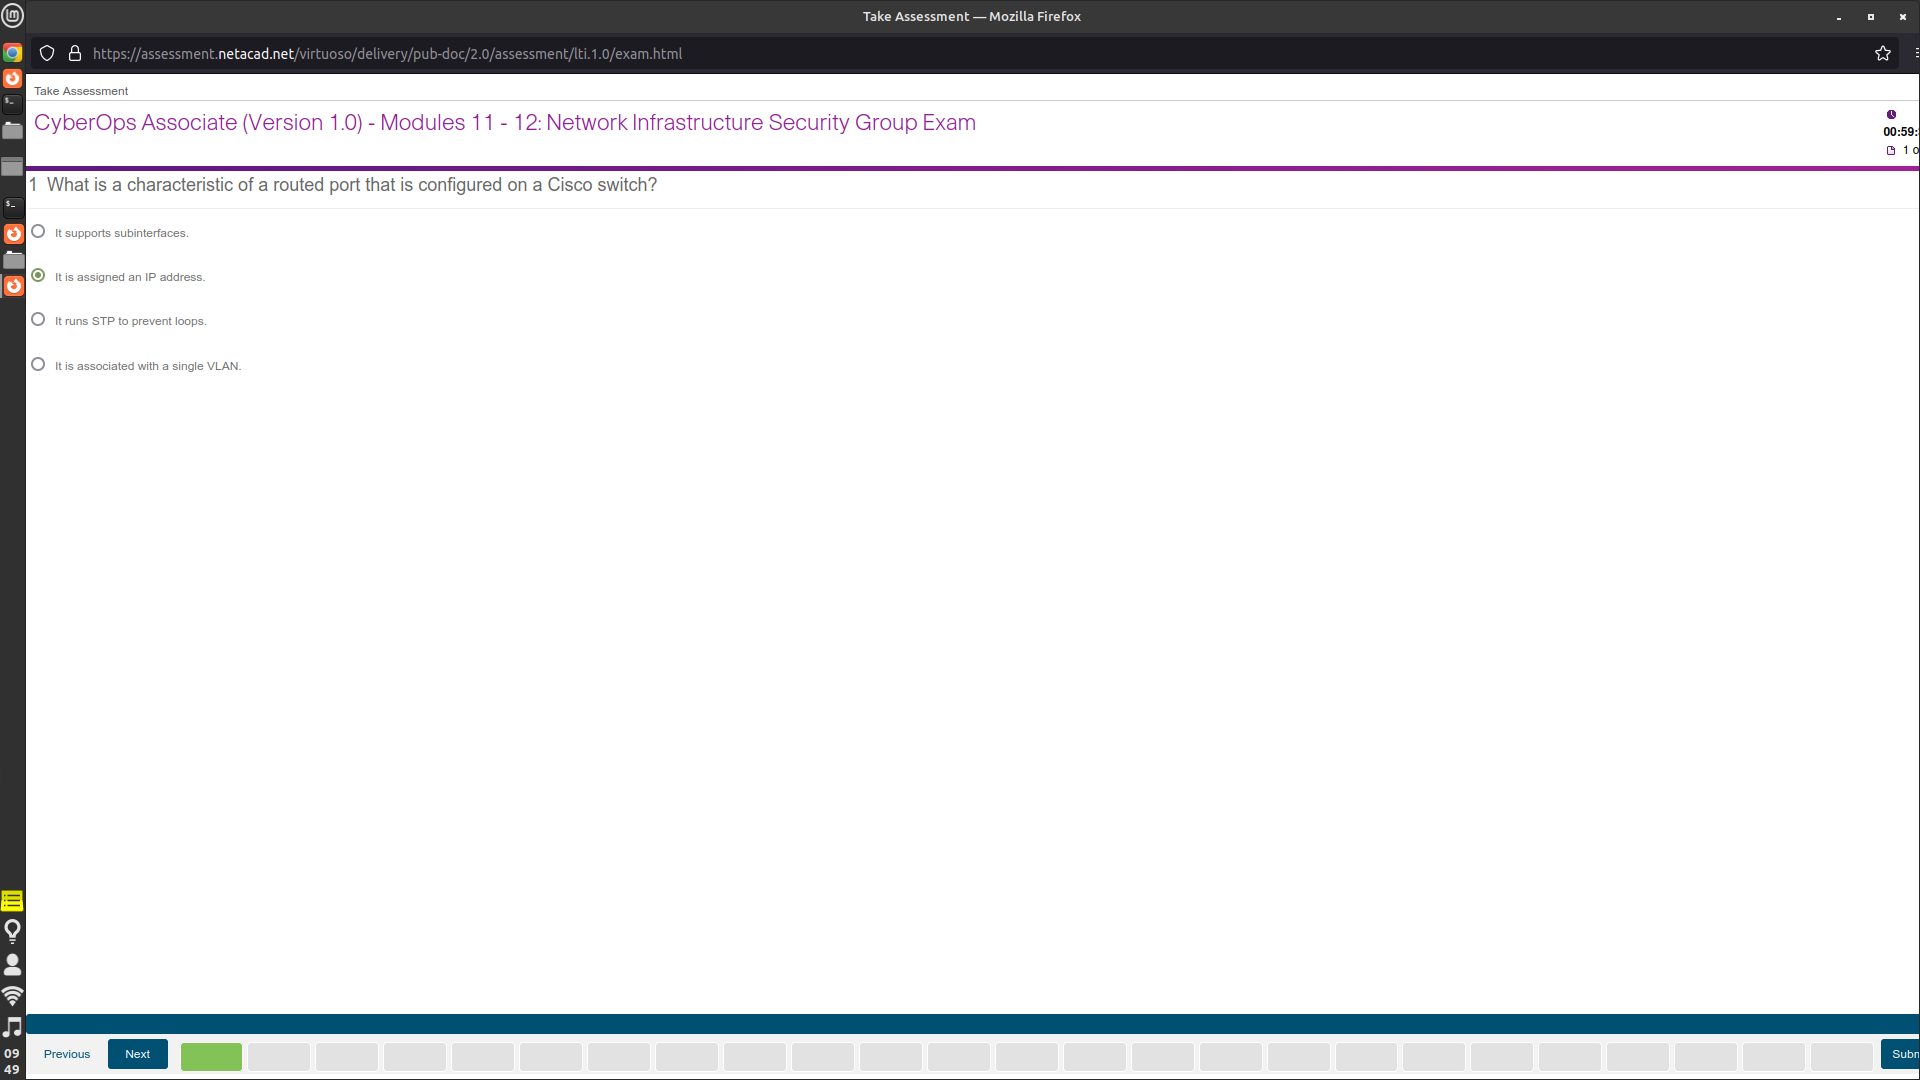 Take Assessment — Mozilla Firefox
https://assessment.netacad.net/virtuoso/delivery/pub-doc/2.0/assessment/lti.1.0/exam.html
Take Assessment
CyberOps Associate (Version 1.0) - Modules 11 - 12: Network Infrastructure Security Group Exam
00:59:
1 o
1 What is a characteristic of a routed port that is configured on a Cisco switch?
It supports subinterfaces.
It is assigned an IP address.
It runs STP to prevent loops.
It is associated with a single VLAN.
Previous
Next
Subm
09
49